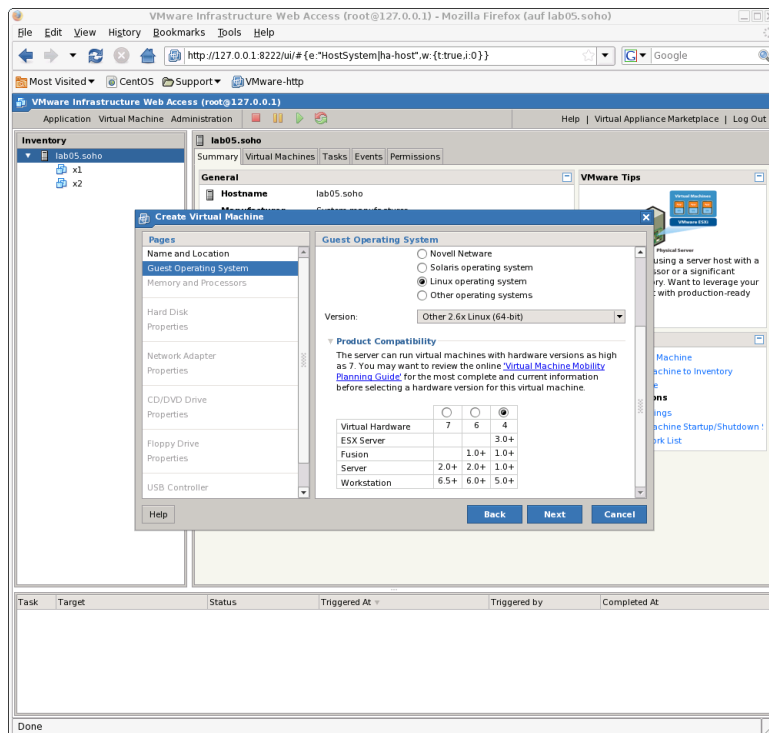 VMware Infrastructure Web Access (root@127.0.0.1) - Mozilla Firefox (auf lab05.soho)
File Edit View History Bookmarks Tools Help
http://127.0.0.1:8222/ui/#{e:"HostSystem|ha-host",w:{t:true,i:0}}
G Google
Most Visited CentOS Support VMware-http
VMware Infrastructure Web Access (root@127.0.0.1)
Application Virtual Machine Administration Help | Virtual Appliance Marketplace | Log Out
Inventory
lab05.soho
x1
x2
lab05.soho
Summary Virtual Machines Tasks Events Permissions
General
Hostname lab05.soho
VMware Tips
Virtual Machines
VMware ESXi
Physical Server
using a server host with a
sor or a significant
ry. Want to leverage your
with production-ready
Machine
achine to Inventory
e
ons
ngs
achine Startup/Shutdown
rk List
Create Virtual Machine
Pages
Name and Location
Guest Operating System
Memory and Processors
Hard Disk
Properties
Network Adapter
Properties
CD/DVD Drive
Properties
Floppy Drive
Properties
USB Controller
Guest Operating System
Novell Netware
Solaris operating system
Linux operating system
Other operating systems
Version: Other 2.6x Linux (64-bit)
Product Compatibility
The server can run virtual machines with hardware versions as high
as 7. You may want to review the online 'Virtual Machine Mobility
Planning Guide' for the most complete and current information
before selecting a hardware version for this virtual machine.
Virtual Hardware 7 6 4
ESX Server 3.0+
Fusion 1.0+ 1.0+
Server 2.0+ 2.0+ 1.0+
Workstation 6.5+ 6.0+ 5.0+
Help Back Next Cancel
Task Target Status Triggered At Triggered by Completed At
Done